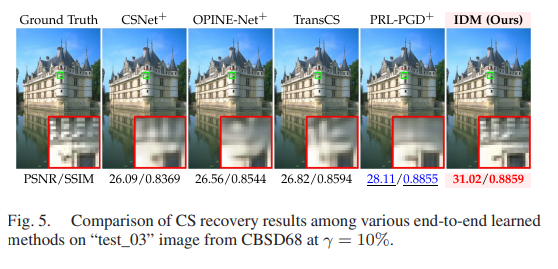 Ground Truth CSNet+ OPINE-Net+ TransCS PRL-PGD+ IDM (Ours)
PSNR/SSIM 26.09/0.8369 26.56/0.8544 26.82/0.8594 28.11/0.8855 31.02/0.8859
Fig. 5. Comparison of CS recovery results among various end-to-end learned
methods on “test_03” image from CBSD68 at γ = 10%.